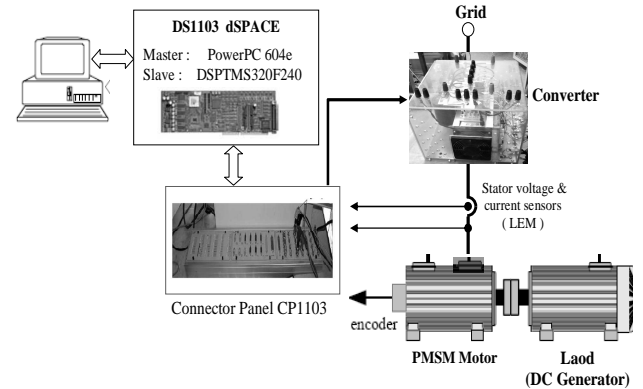 DS1103 dSPACE
Master : PowerPC 604e
Slave : DSPTMS320F240
Grid
Converter
Stator voltage &
current sensors
( LEM )
Connector Panel CP1103
encoder
PMSM Motor
Laod
(DC Generator)